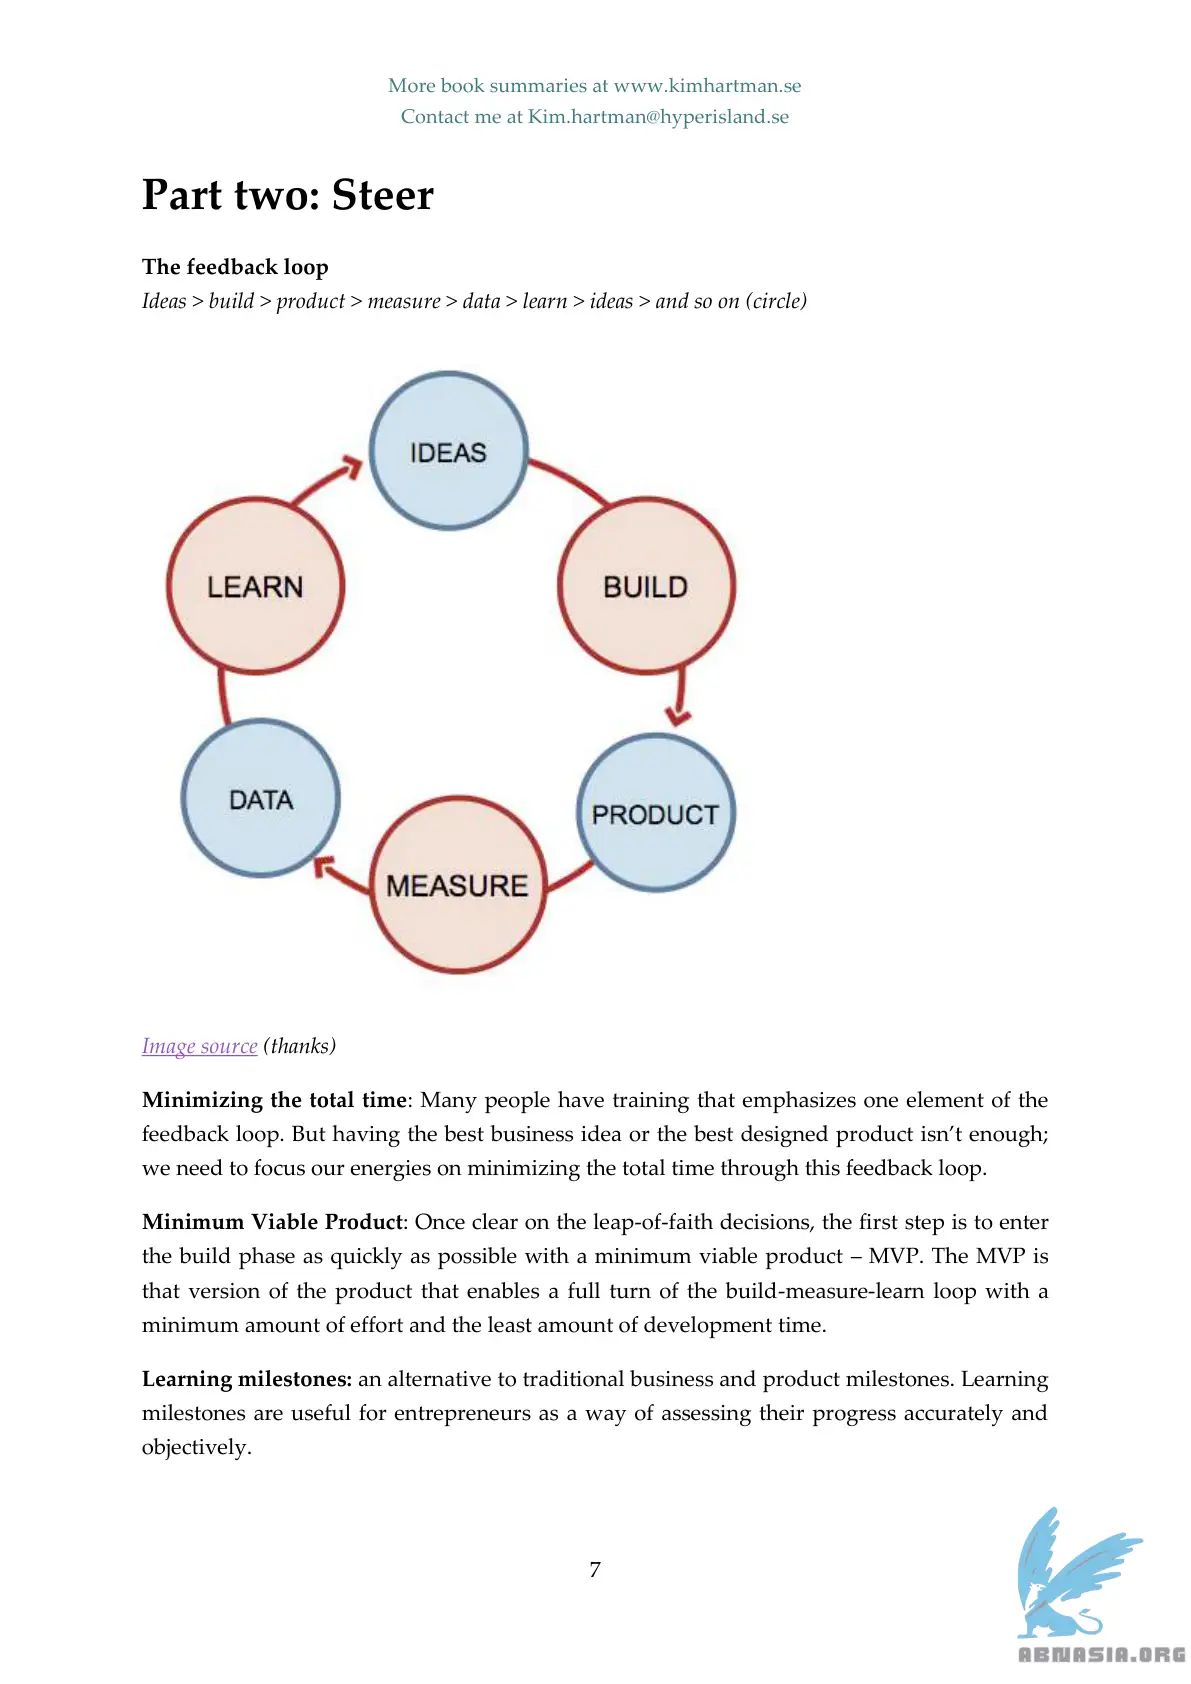 More book summaries at www.kimhartman.se
Contact me at Kim.hartman@hyperisland.se
Part two: Steer
The feedback loop
Ideas > build > product > measure > data > learn > ideas > and so on (circle)
IDEAS
LEARN
BUILD
DATA
PRODUCT
MEASURE
Image source (thanks)
Minimizing the total time: Many people have training that emphasizes one element of the
feedback loop. But having the best business idea or the best designed product isn’t enough;
we need to focus our energies on minimizing the total time through this feedback loop.
Minimum Viable Product: Once clear on the leap-of-faith decisions, the first step is to enter
the build phase as quickly as possible with a minimum viable product – MVP. The MVP is
that version of the product that enables a full turn of the build-measure-learn loop with a
minimum amount of effort and the least amount of development time.
Learning milestones: an alternative to traditional business and product milestones. Learning
milestones are useful for entrepreneurs as a way of assessing their progress accurately and
objectively.
7
ABNASIA.ORG